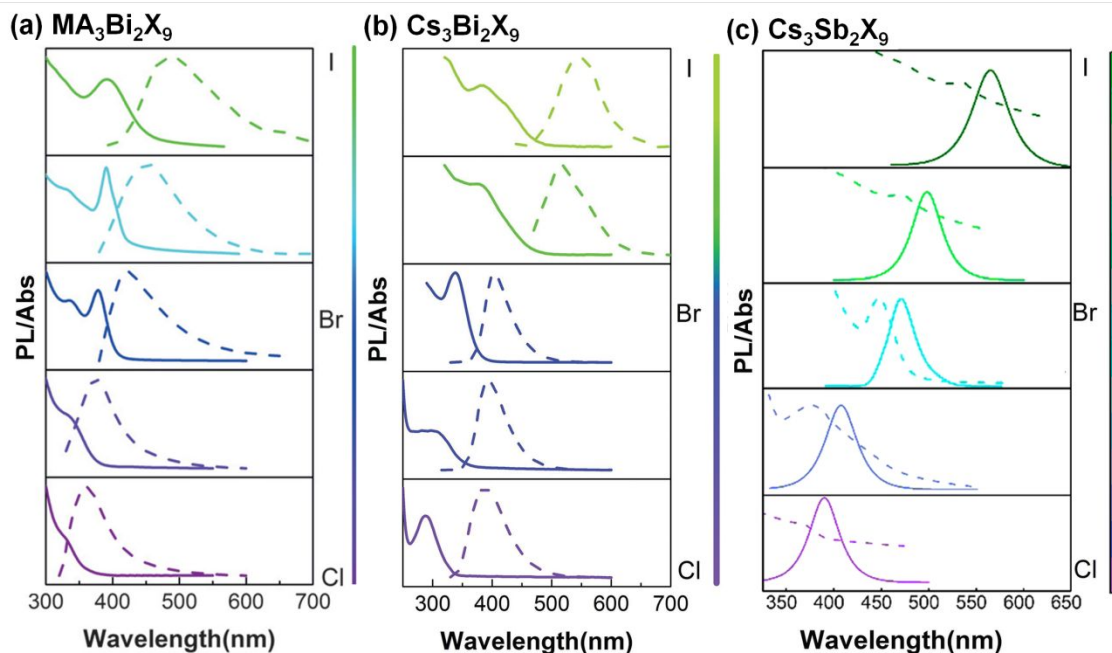 (a) MA₃Bi₂X₉
(b) Cs₃Bi₂X₉
(c) Cs₃Sb₂X₉
PL/Abs
I
Br
Cl
300 400 500 600 700
Wavelength(nm)
PL/Abs
I
Br
Cl
300 400 500 600 700
Wavelength(nm)
PL/Abs
I
Br
Cl
400 450 500 550 600 650
Wavelength(nm)